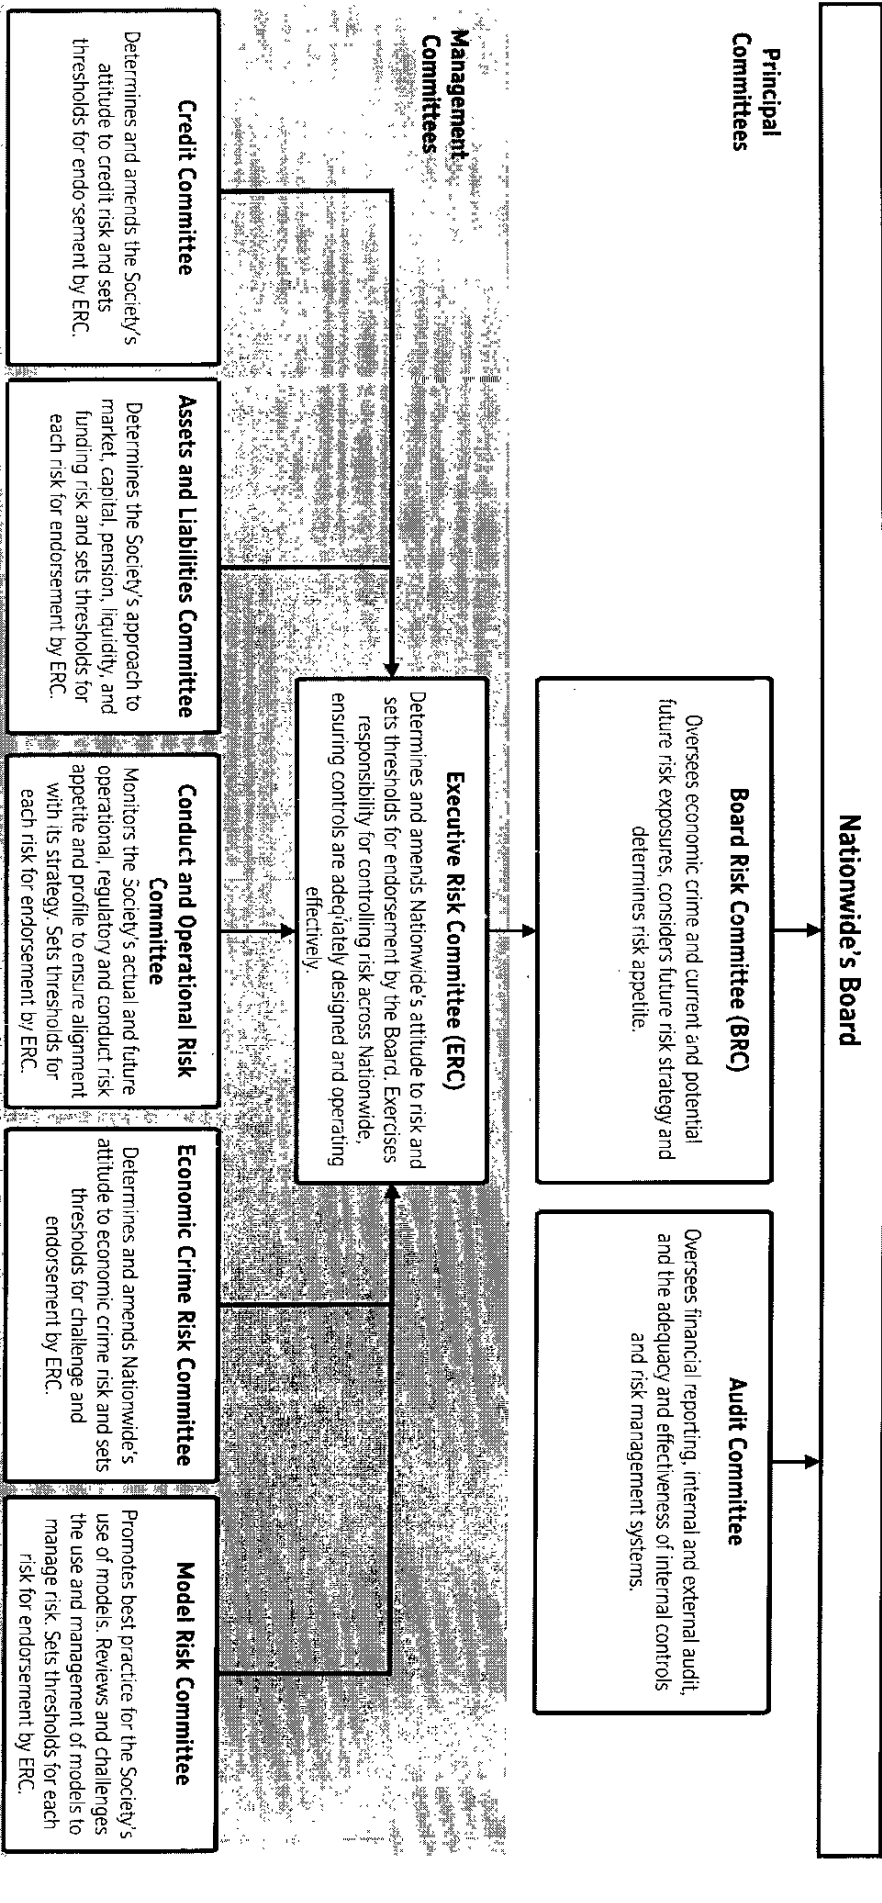 Nationwide's Board
Principal
Committees
Board Risk Committee (BRC)
Oversees economic crime and current and potential
future risk exposures, considers future risk strategy and
determines risk appetite.
Audit Committee
Oversees financial reporting, internal and external audit,
and the adequacy and effectiveness of internal controls
and risk management systems.
Management
Committees
Executive Risk Committee (ERC)
Determines and amends Nationwide's attitude to risk and
sets thresholds for endorsement by the Board. Exercises
responsibility for controlling risk across Nationwide,
ensuring controls are adequately designed and operating
effectively.
Credit Committee
Determines and amends the Society's
attitude to credit risk and sets
thresholds for endorsement by ERC.
Assets and Liabilities Committee
Determines the Society's approach to
market, capital, pension, liquidity, and
funding risk and sets thresholds for
each risk for endorsement by ERC.
Conduct and Operational Risk
Committee
Monitors the Society's actual and future
operational, regulatory and conduct risk
appetite and profile to ensure alignment
with its strategy. Sets thresholds for
each risk for endorsement by ERC.
Economic Crime Risk Committee
Determines and amends Nationwide's
attitude to economic crime risk and sets
thresholds for challenge and
endorsement by ERC.
Model Risk Committee
Promotes best practice for the Society's
use of models. Reviews and challenges
the use and management of models to
manage risk. Sets thresholds for each
risk for endorsement by ERC.